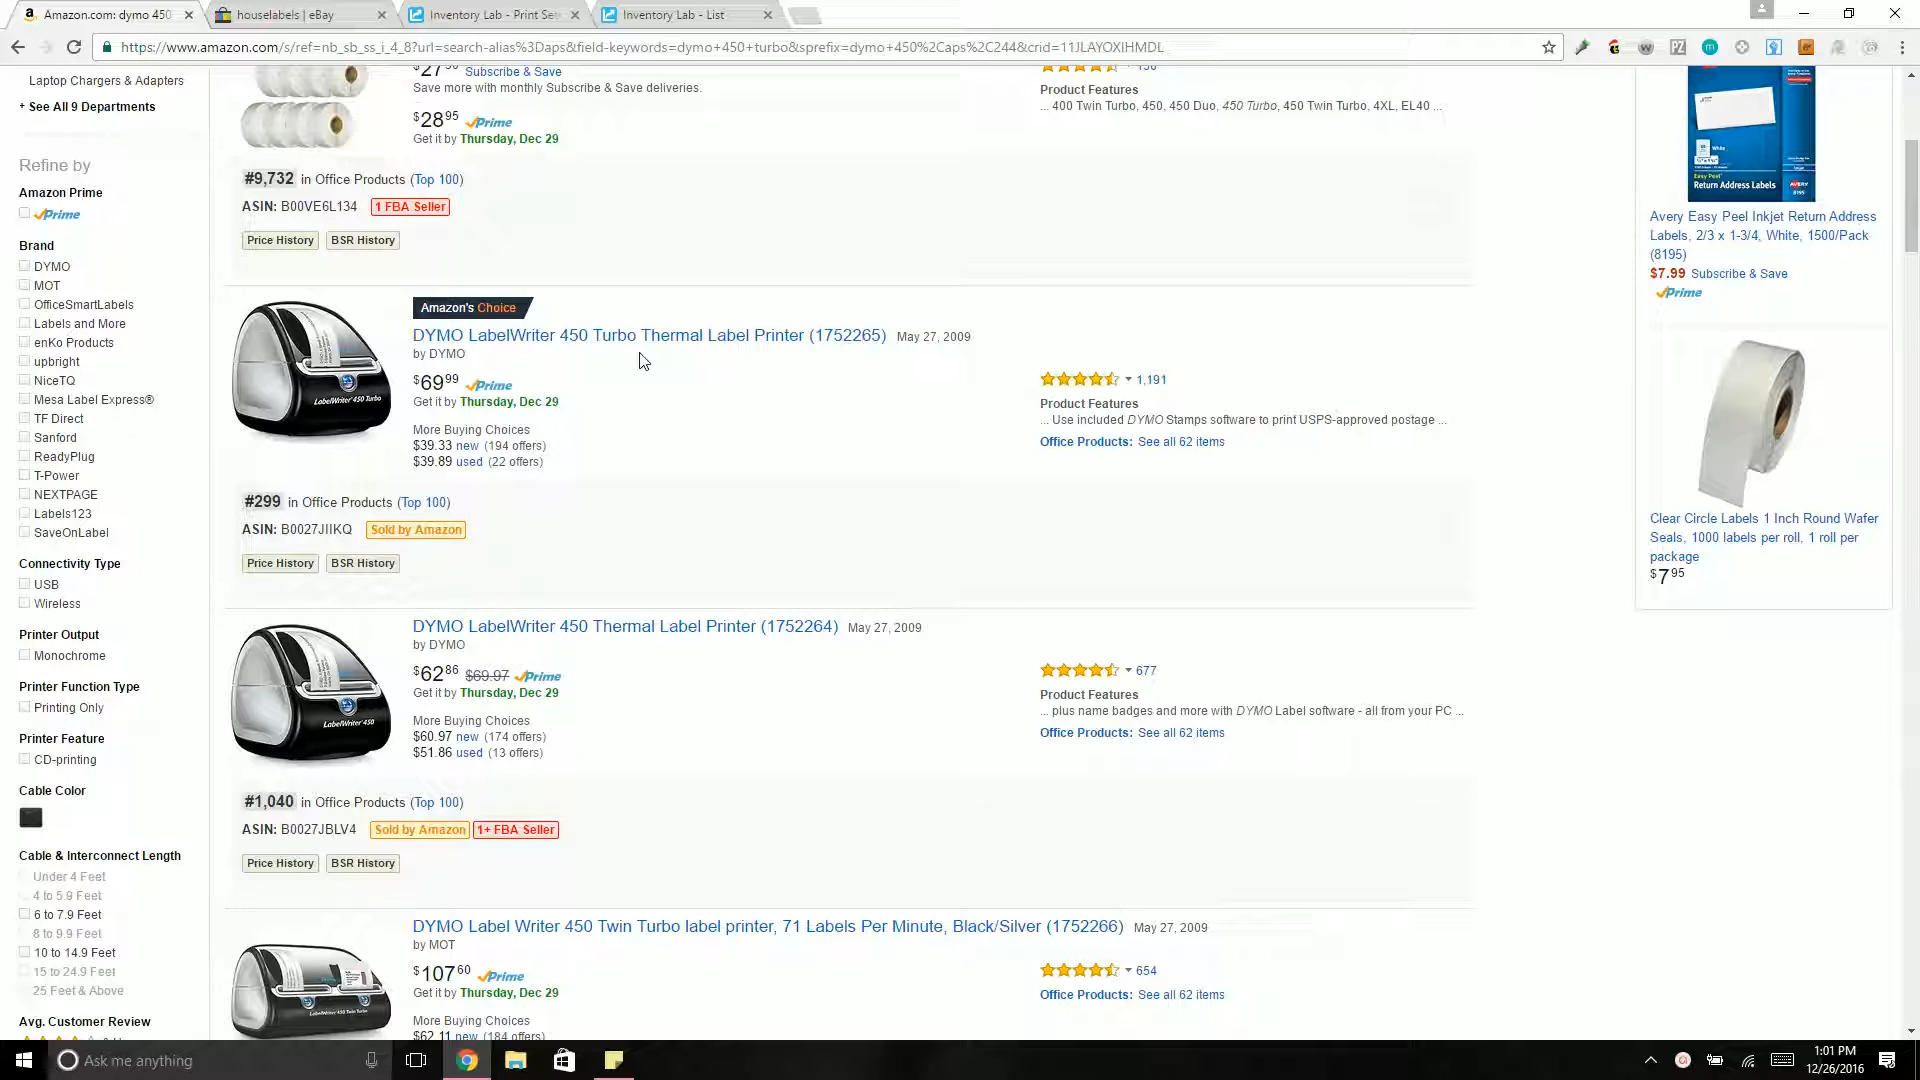 Amazon.com: dymo 450
houselabels | eBay
Inventory Lab - Print Set
Inventory Lab - List
https://www.amazon.com/s/ref=nb_sb_ss_i_4_8?url=search-alias%3Daps&field-keywords=dymo+450+turbo&sprefix=dymo+450%2Caps%2C244&crid=11JLAYOXIHMDL
Laptop Chargers & Adapters
+ See All 9 Departments
Refine by
Amazon Prime
Prime
Brand
DYMO
MOT
OfficeSmartLabels
Labels and More
enKo Products
upbright
NiceTQ
Mesa Label Express®
TF Direct
Sanford
ReadyPlug
T-Power
NEXTPAGE
Labels123
SaveOnLabel
Connectivity Type
USB
Wireless
Printer Output
Monochrome
Printer Function Type
Printing Only
Printer Feature
CD-printing
Cable Color
Cable & Interconnect Length
Under 4 Feet
4 to 5.9 Feet
6 to 7.9 Feet
8 to 9.9 Feet
10 to 14.9 Feet
15 to 24.9 Feet
25 Feet & Above
Avg. Customer Review
Subscribe & Save
Save more with monthly Subscribe & Save deliveries.
$28 95 Prime
Get it by Thursday, Dec 29
Product Features
... 400 Twin Turbo, 450, 450 Duo, 450 Turbo, 450 Twin Turbo, 4XL, EL40 ...
#9,732 in Office Products (Top 100)
ASIN: B00VE6L134 1 FBA Seller
Price History BSR History
Amazon's Choice
DYMO LabelWriter 450 Turbo Thermal Label Printer (1752265) May 27, 2009
by DYMO
$69 99 Prime
Get it by Thursday, Dec 29
More Buying Choices
$39.33 new (194 offers)
$39.89 used (22 offers)
1,191
Product Features
... Use included DYMO Stamps software to print USPS-approved postage ...
Office Products: See all 62 items
LabelWriter 450 Turbo
#299 in Office Products (Top 100)
ASIN: B0027JIIKQ Sold by Amazon
Price History BSR History
DYMO LabelWriter 450 Thermal Label Printer (1752264) May 27, 2009
by DYMO
$62 86 $69.97 Prime
Get it by Thursday, Dec 29
More Buying Choices
$60.97 new (174 offers)
$51.86 used (13 offers)
677
Product Features
... plus name badges and more with DYMO Label software - all from your PC ...
Office Products: See all 62 items
LabelWriter 450
#1,040 in Office Products (Top 100)
ASIN: B0027JBLV4 Sold by Amazon 1+ FBA Seller
Price History BSR History
DYMO Label Writer 450 Twin Turbo label printer, 71 Labels Per Minute, Black/Silver (1752266) May 27, 2009
by MOT
$107 60 Prime
Get it by Thursday, Dec 29
More Buying Choices
$62.11 new (184 offers)
654
Office Products: See all 62 items
LabelWriter 450 Twin Turbo
White
Easy Peel
Return Address Labels
AVERY
8195
Avery Easy Peel Inkjet Return Address
Labels, 2/3 x 1-3/4, White, 1500/Pack
(8195)
$7.99 Subscribe & Save
Prime
Clear Circle Labels 1 Inch Round Wafer
Seals, 1000 labels per roll, 1 roll per
package
$7 95
Ask me anything
1:01 PM
12/26/2016